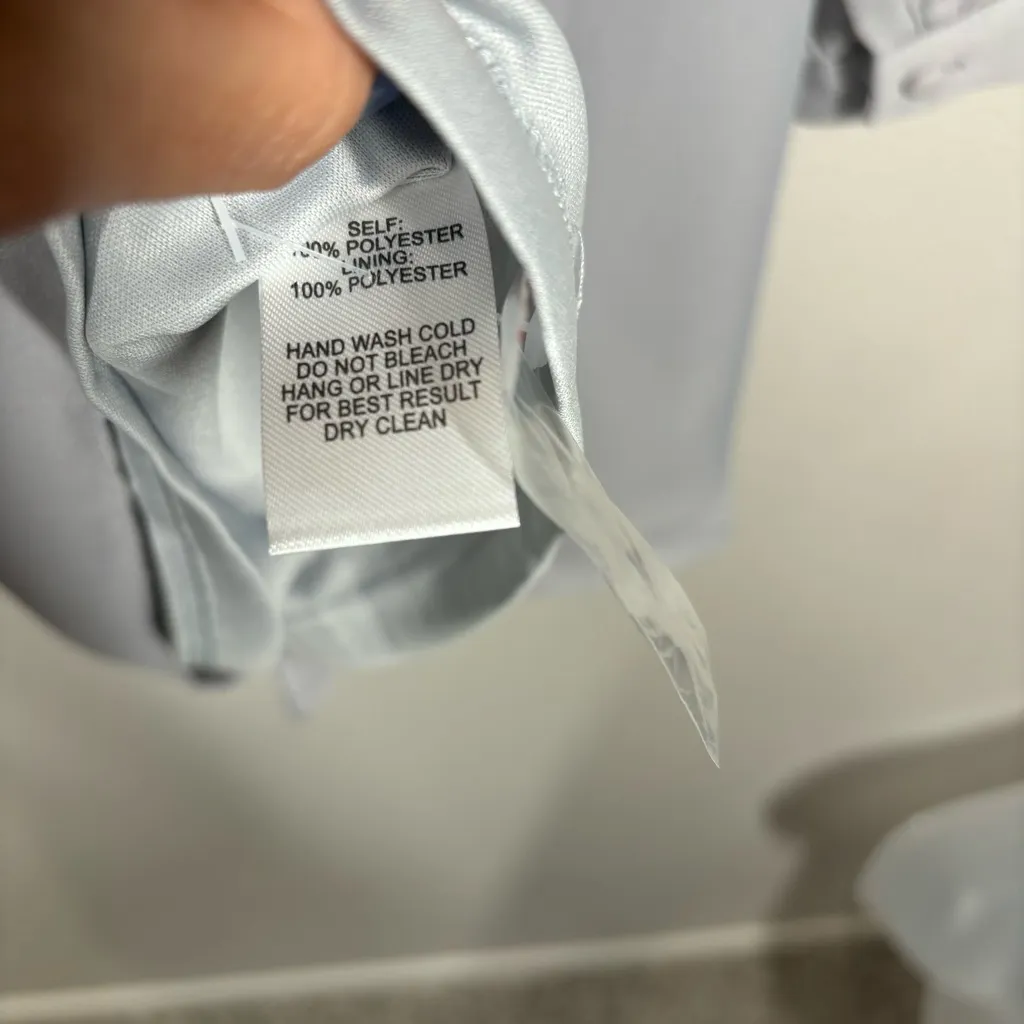 SELF:
100% POLYESTER
LINING:
100% POLYESTER
HAND WASH COLD
DO NOT BLEACH
HANG OR LINE DRY
FOR BEST RESULT
DRY CLEAN